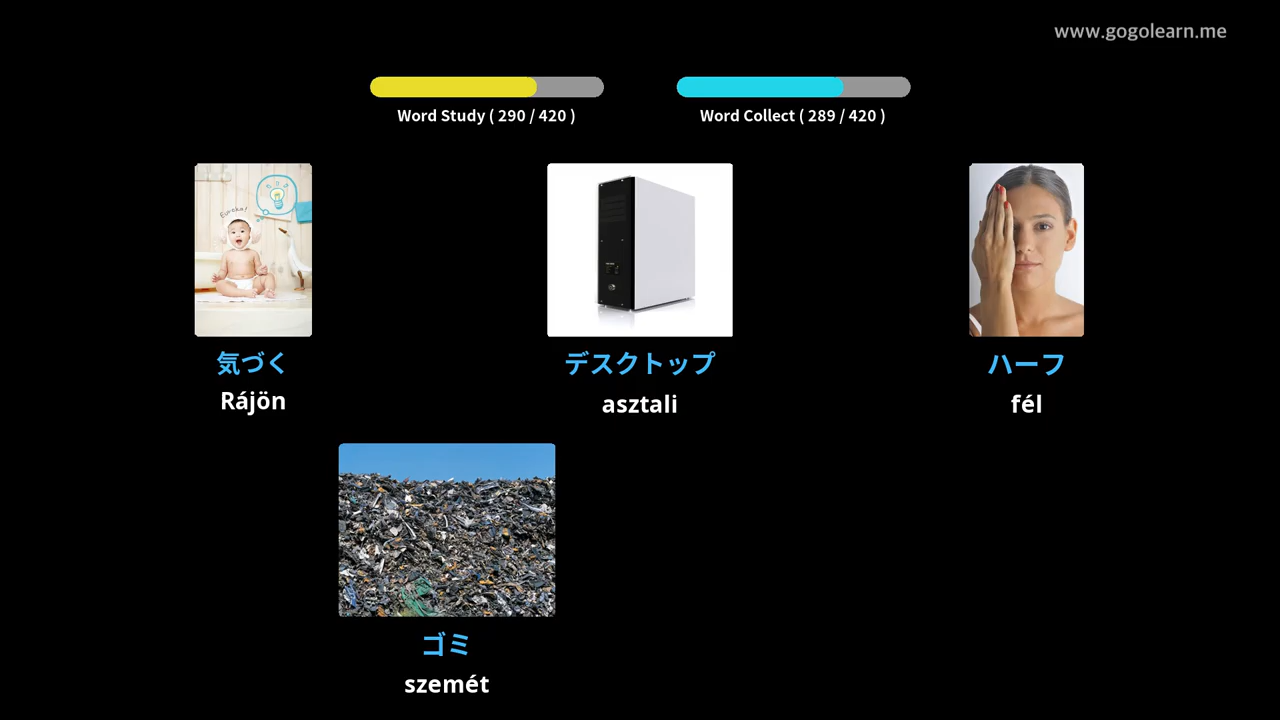 www.gogolearn.me
Word Study ( 290 / 420 )
Word Collect ( 289 / 420 )
Eureka!
気づく
デスクトップ
ハーフ
Rájön
asztali
fél
ゴミ
szemét